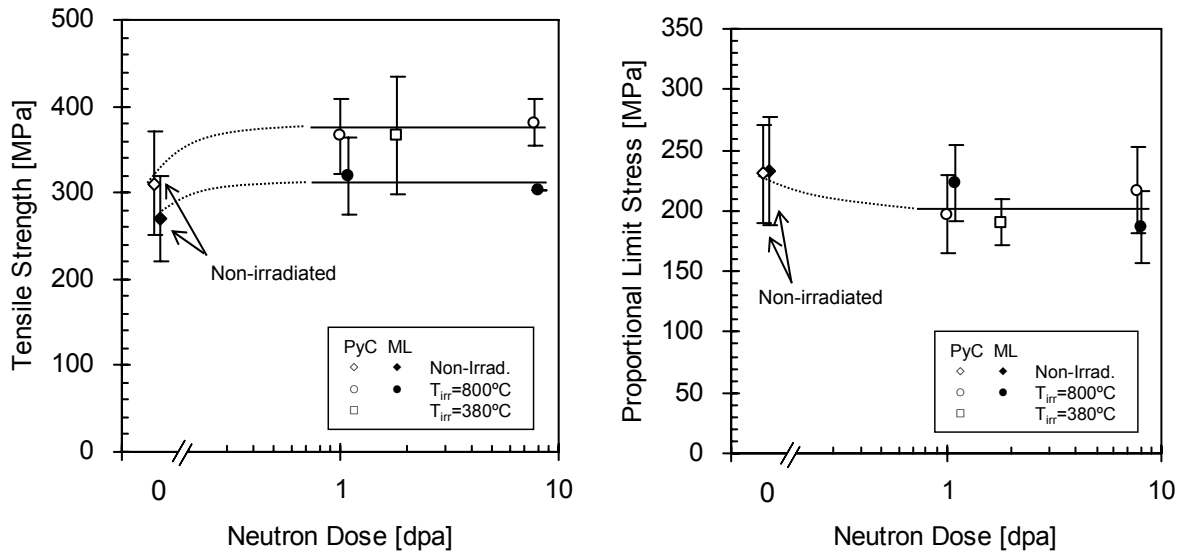 500
400
300
200
100
0
Tensile Strength [MPa]
Non-irradiated
PyC ML
Non-Irrad.
Tirr=800ºC
Tirr=380ºC
0 1 10
Neutron Dose [dpa]
350
300
250
200
150
100
50
0
Proportional Limit Stress [MPa]
Non-irradiated
PyC ML
Non-Irrad.
Tirr=800ºC
Tirr=380ºC
0 1 10
Neutron Dose [dpa]